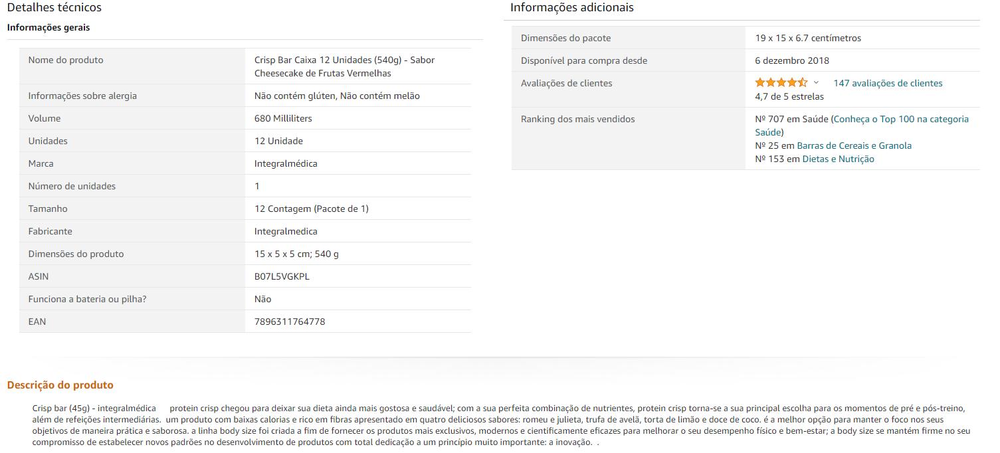 Detalhes técnicos
Informações gerais
Nome do produto Crisp Bar Caixa 12 Unidades (540g) - Sabor
Cheesecake de Frutas Vermelhas
Informações sobre alergia Não contém glúten, Não contém melão
Volume 680 Milliliters
Unidades 12 Unidade
Marca Integralmédica
Número de unidades 1
Tamanho 12 Contagem (Pacote de 1)
Fabricante Integralmedica
Dimensões do produto 15 x 5 x 5 cm; 540 g
ASIN B07L5VGKPL
Funciona a bateria ou pilha? Não
EAN 7896311764778
Informações adicionais
Dimensões do pacote 19 x 15 x 6.7 centímetros
Disponível para compra desde 6 dezembro 2018
Avaliações de clientes 147 avaliações de clientes
4,7 de 5 estrelas
Ranking dos mais vendidos Nº 707 em Saúde (Conheça o Top 100 na categoria
Saúde)
Nº 25 em Barras de Cereais e Granola
Nº 153 em Dietas e Nutrição
Descrição do produto
Crisp bar (45g) - integralmédica protein crisp chegou para deixar sua dieta ainda mais gostosa e saudável; com a sua perfeita combinação de nutrientes, protein crisp torna-se a sua principal escolha para os momentos de pré e pós-treino,
além de refeições intermediárias. um produto com baixas calorias e rico em fibras apresentado em quatro deliciosos sabores: romeu e julieta, trufa de avelã, torta de limão e doce de coco. é a melhor opção para manter o foco nos seus
objetivos de maneira prática e saborosa. a linha body size foi criada a fim de fornecer os produtos mais exclusivos, modernos e cientificamente eficazes para melhorar o seu desempenho físico e bem-estar; a body size se mantém firme no seu
compromisso de estabelecer novos padrões no desenvolvimento de produtos com total dedicação a um princípio muito importante: a inovação. .